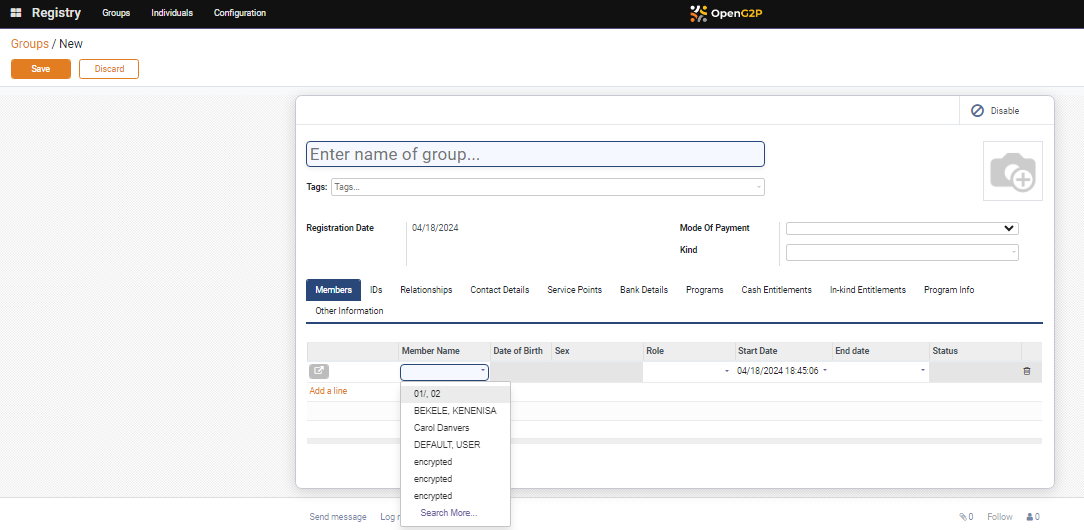 Registry Groups Individuals Configuration OpenG2P
Groups / New
Save Discard
Disable
Enter name of group...
Tags: Tags...
Registration Date 04/18/2024 Mode Of Payment
Kind
Members IDs Relationships Contact Details Service Points Bank Details Programs Cash Entitlements In-kind Entitlements Program Info
Other Information
Member Name Date of Birth Sex Role Start Date End date Status
04/18/2024 18:45:06
Add a line
01/, 02
BEKELE, KENENISA
Carol Danvers
DEFAULT, USER
encrypted
encrypted
encrypted
Search More...
Send message Log 0 Follow 0